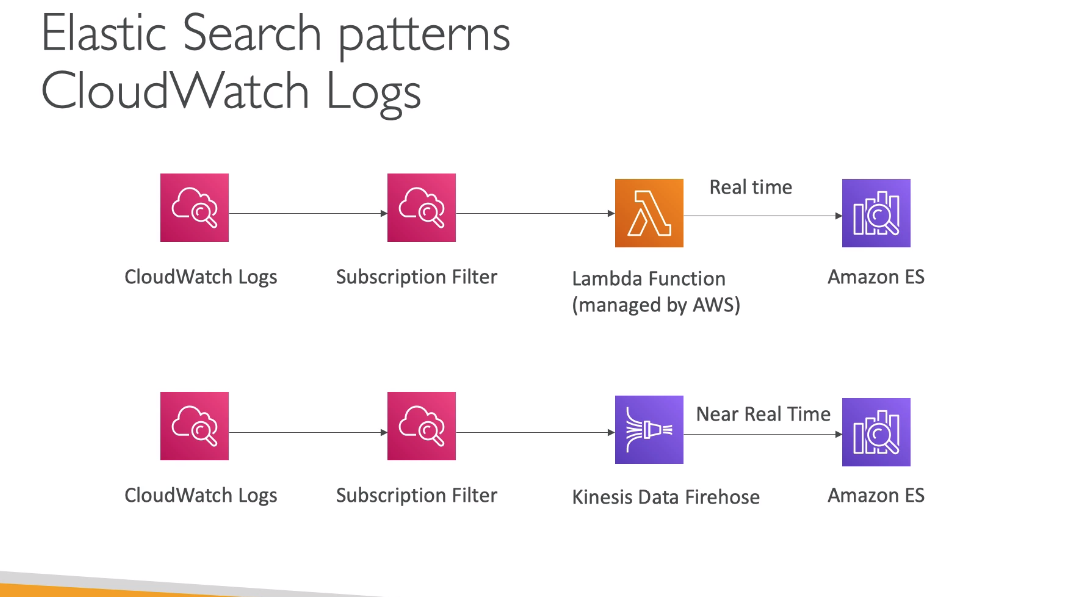 Elastic Search patterns
CloudWatch Logs
Real time
CloudWatch Logs
Subscription Filter
Lambda Function
(managed by AWS)
Amazon ES
Near Real Time
CloudWatch Logs
Subscription Filter
Kinesis Data Firehose
Amazon ES